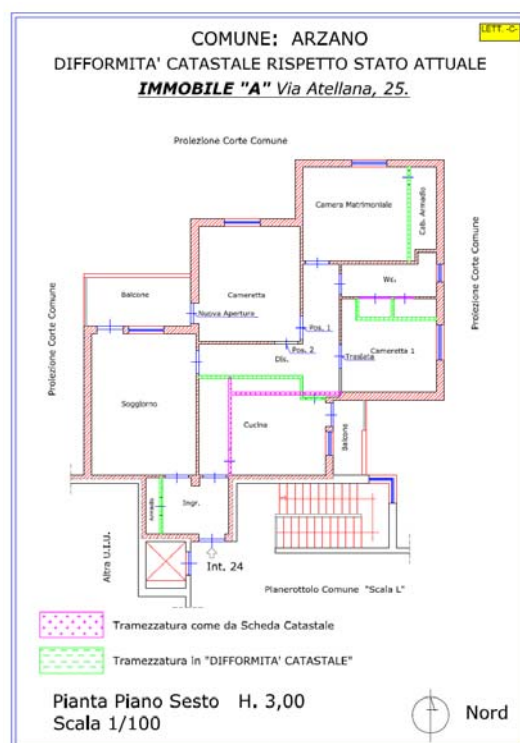 LETT. -C-
COMUNE: ARZANO
DIFFORMITA' CATASTALE RISPETTO STATO ATTUALE
IMMOBILE "A" Via Atellana, 25.
Proiezione Corte Comune
Camera Matrimoniale
Cab. Armadio
Proiezione Corte Comune
Proiezione Corte Comune
Wc.
Balcone
Cameretta
Nuova Apertura
Pos. 1
Pos. 2
Dis.
Traslata
Cameretta 1
Soggiorno
Cucina
Balcone
Armadio
Ingr.
Altra U.I.U.
Int. 24
Planerottolo Comune "Scala L"
Tramezzatura come da Scheda Catastale
Tramezzatura in "DIFFORMITA' CATASTALE"
Pianta Piano Sesto H. 3,00
Scala 1/100
Nord